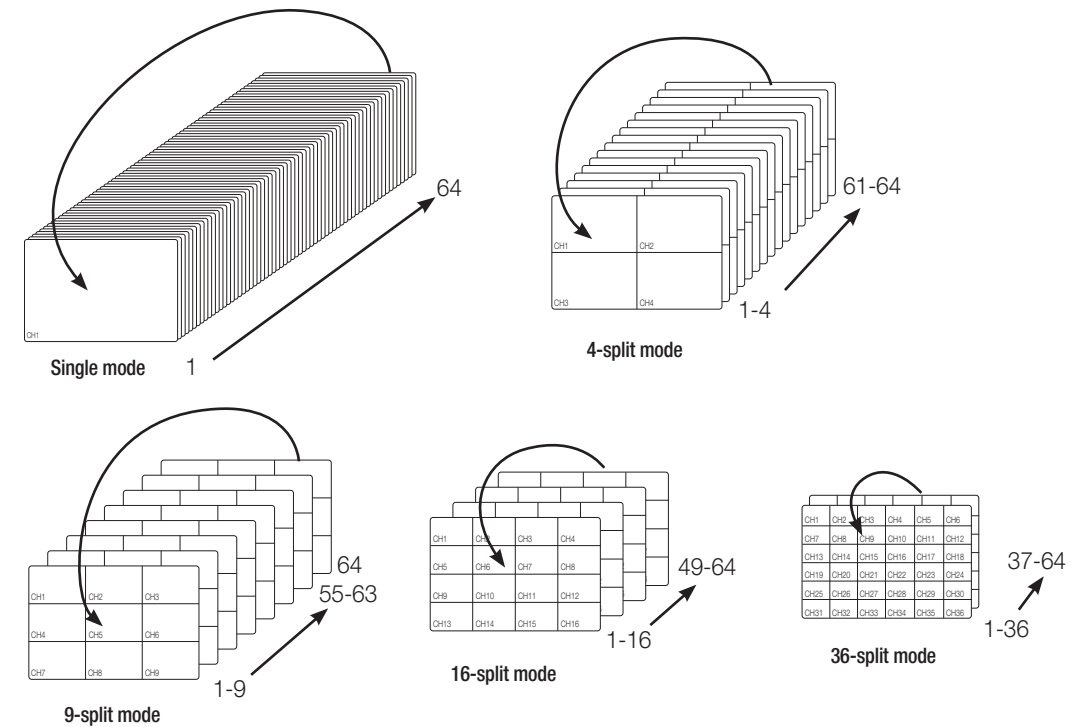 64
CH1
Single mode
1
61-64
CH1 CH2
CH3 CH4
1-4
4-split mode
64
55-63
CH1 CH2 CH3
CH4 CH5 CH6
CH7 CH8 CH9
1-9
9-split mode
49-64
CH1 CH2 CH3 CH4
CH5 CH6 CH7 CH8
CH9 CH10 CH11 CH12
CH13 CH14 CH15 CH16
1-16
16-split mode
37-64
CH1 CH2 CH3 CH4 CH5 CH6
CH7 CH8 CH9 CH10 CH11 CH12
CH13 CH14 CH15 CH16 CH17 CH18
CH19 CH20 CH21 CH22 CH23 CH24
CH25 CH26 CH27 CH28 CH29 CH30
CH31 CH32 CH33 CH34 CH35 CH36
1-36
36-split mode